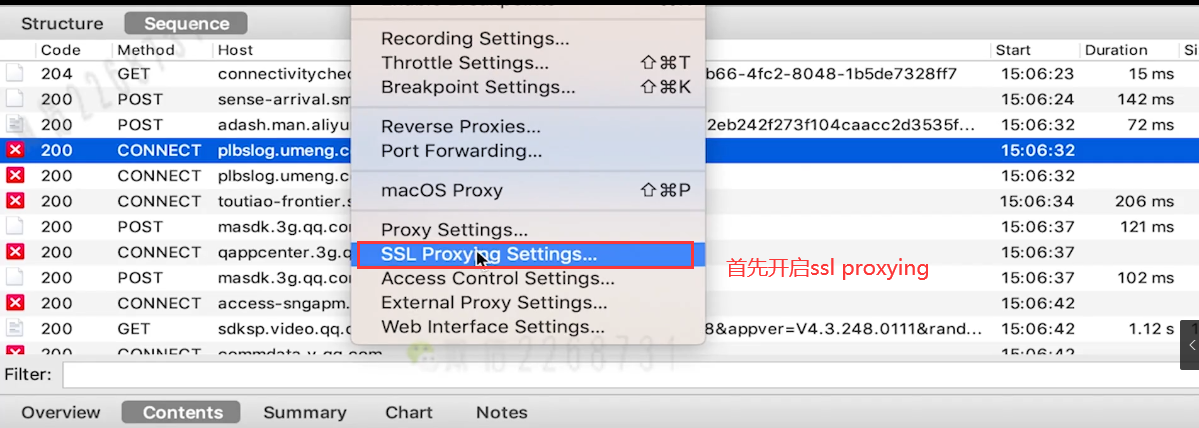 Structure Sequence
Code Method Host Start Duration
204 GET connectivitychec b66-4fc2-8048-1b5de7328ff7 15:06:23 15 ms
200 POST sense-arrival.sm 15:06:24 142 ms
200 POST adash.man.aliyu 2eb242f273f104caacc2d3535f... 15:06:32 72 ms
200 CONNECT plbslog.umeng.c 15:06:32
200 CONNECT plbslog.umeng.c 15:06:32
200 CONNECT toutiao-frontier.s 15:06:34 206 ms
200 POST masdk.3g.qq.com 15:06:37 121 ms
200 CONNECT qappcenter.3g.q 15:06:37
200 POST masdk.3g.qq.com 15:06:37 102 ms
200 CONNECT access-sngapm. 15:06:42
200 GET sdksp.video.qq.c 8&appver=V4.3.248.0111&rand... 15:06:42 1.12 s
200 CONNECT commdata.v.qq.com 15:06:42
Recording Settings...
Throttle Settings... ⇧⌘T
Breakpoint Settings... ⇧⌘K
Reverse Proxies...
Port Forwarding...
macOS Proxy ⇧⌘P
Proxy Settings...
SSL Proxying Settings...
Access Control Settings...
External Proxy Settings...
Web Interface Settings...
首先开启ssl proxying
Filter:
Overview Contents Summary Chart Notes